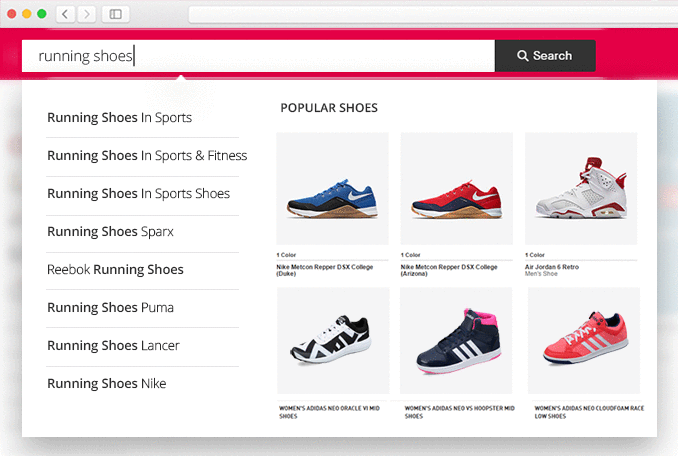 running shoes
Search
Running Shoes In Sports
Running Shoes In Sports & Fitness
Running Shoes In Sports Shoes
Running Shoes Sparx
Reebok Running Shoes
Running Shoes Puma
Running Shoes Lancer
Running Shoes Nike
POPULAR SHOES
1 Color
Nike Metcon Repper DSX College
(Duke)
1 Color
Nike Metcon Repper DSX College
(Arizona)
1 Color
Air Jordan 6 Retro
Men's Shoe
WOMEN'S ADIDAS NEO ORACLE VI MID
SHOES
WOMEN'S ADIDAS NEO VS HOOPSTER MID
SHOES
WOMEN'S ADIDAS NEO CLOUDFOAM RACE
LOW SHOES